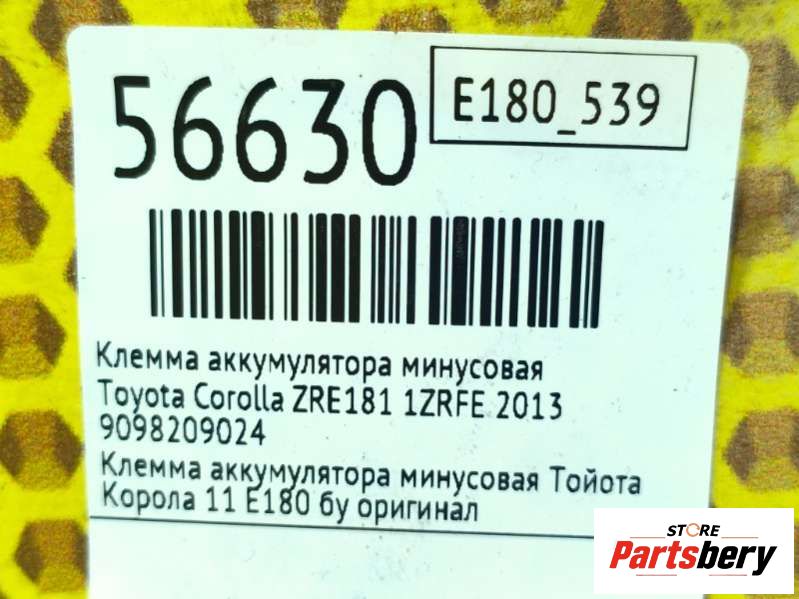 56630
E180_539
Клемма аккумулятора минусовая
Toyota Corolla ZRE181 1ZRFE 2013
9098209024
Клемма аккумулятора минусовая Тойота
Корола 11 Е180 бу оригинал
STORE
Partsbery